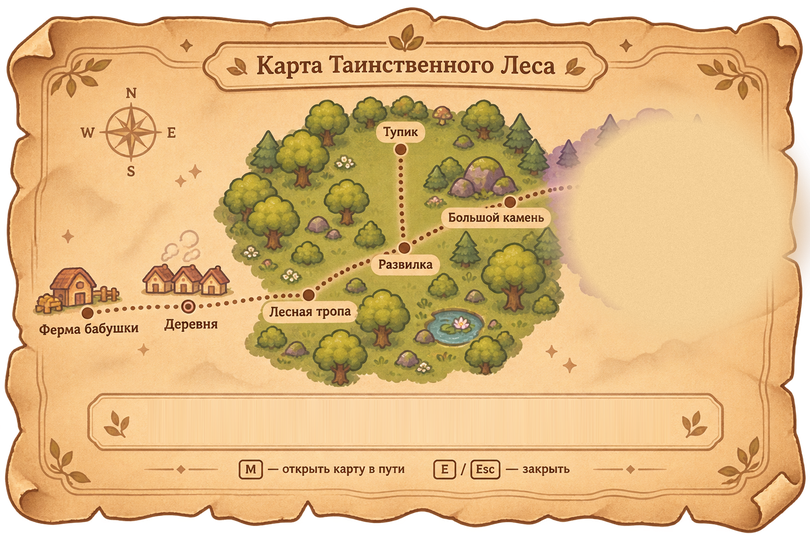 Карта Таинственного Леса
N
W E
S
Тупик
Большой камень
Развилка
Лесная тропа
Ферма бабушки
Деревня
M — открыть карту в пути E / Esc — закрыть